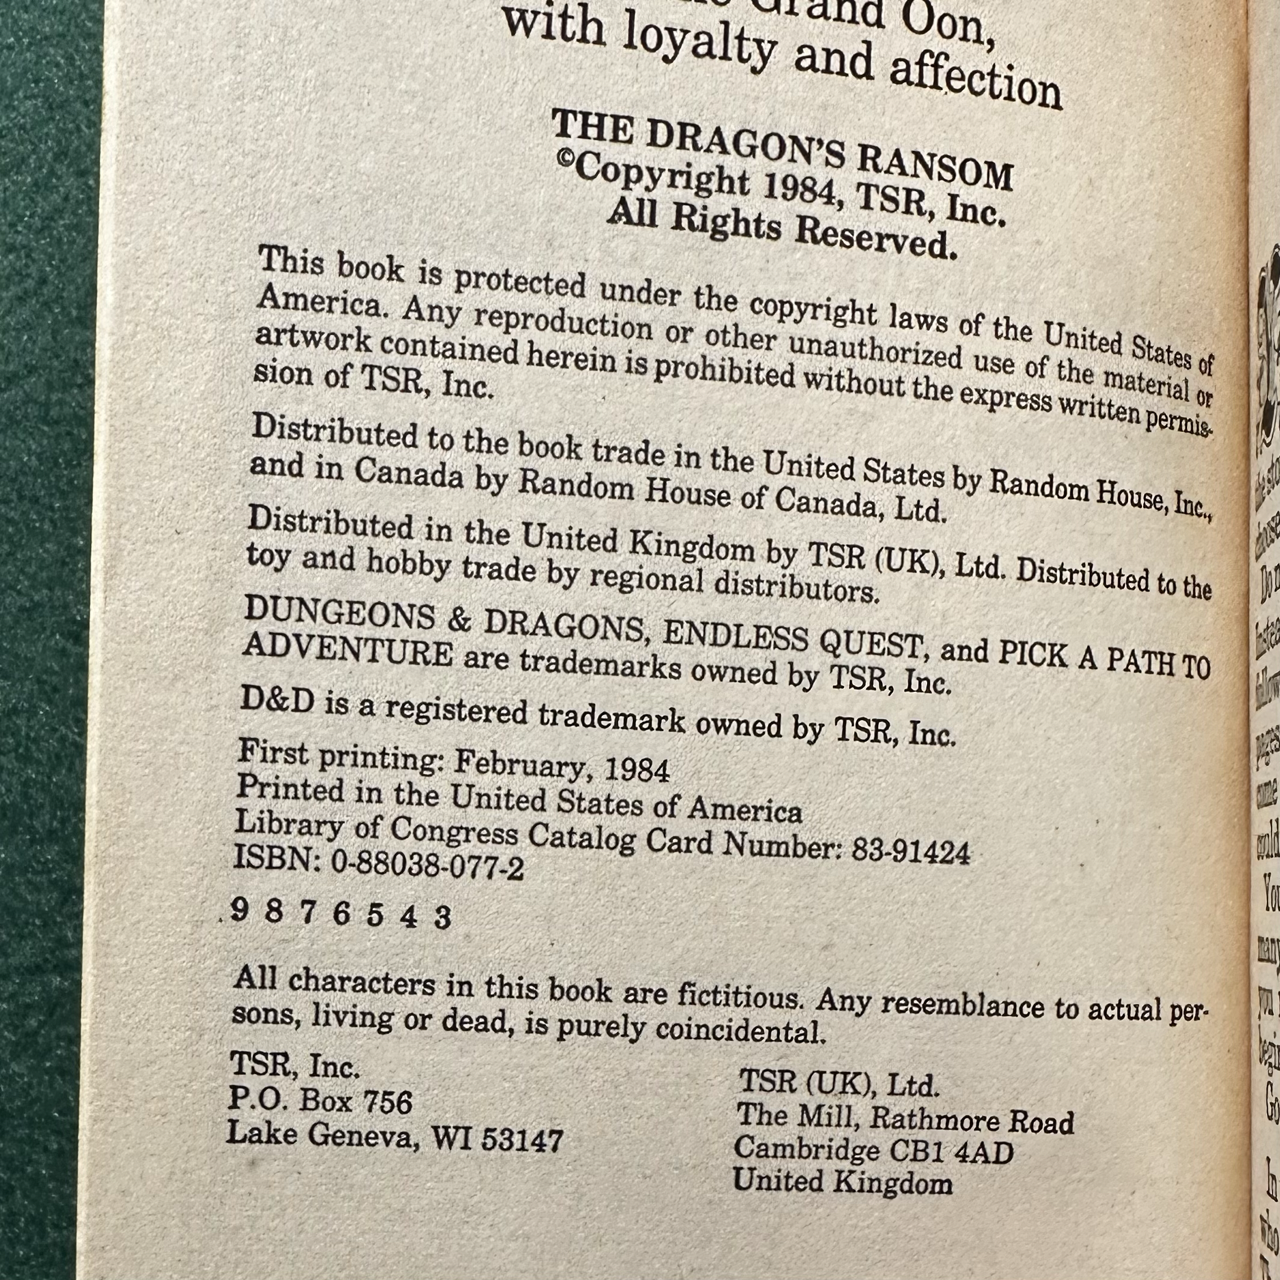 Grand Oon,
with loyalty and affection
THE DRAGON'S RANSOM
©Copyright 1984, TSR, Inc.
All Rights Reserved.
This book is protected under the copyright laws of the United States of
America. Any reproduction or other unauthorized use of the material or
artwork contained herein is prohibited without the express written permis-
sion of TSR, Inc.
Distributed to the book trade in the United States by Random House, Inc.,
and in Canada by Random House of Canada, Ltd.
Distributed in the United Kingdom by TSR (UK), Ltd. Distributed to the
toy and hobby trade by regional distributors.
DUNGEONS & DRAGONS, ENDLESS QUEST, and PICK A PATH TO
ADVENTURE are trademarks owned by TSR, Inc.
D&D is a registered trademark owned by TSR, Inc.
First printing: February, 1984
Printed in the United States of America
Library of Congress Catalog Card Number: 83-91424
ISBN: 0-88038-077-2
9 8 7 6 5 4 3
All characters in this book are fictitious. Any resemblance to actual per-
sons, living or dead, is purely coincidental.
TSR, Inc.
P.O. Box 756
Lake Geneva, WI 53147
TSR (UK), Ltd.
The Mill, Rathmore Road
Cambridge CB1 4AD
United Kingdom